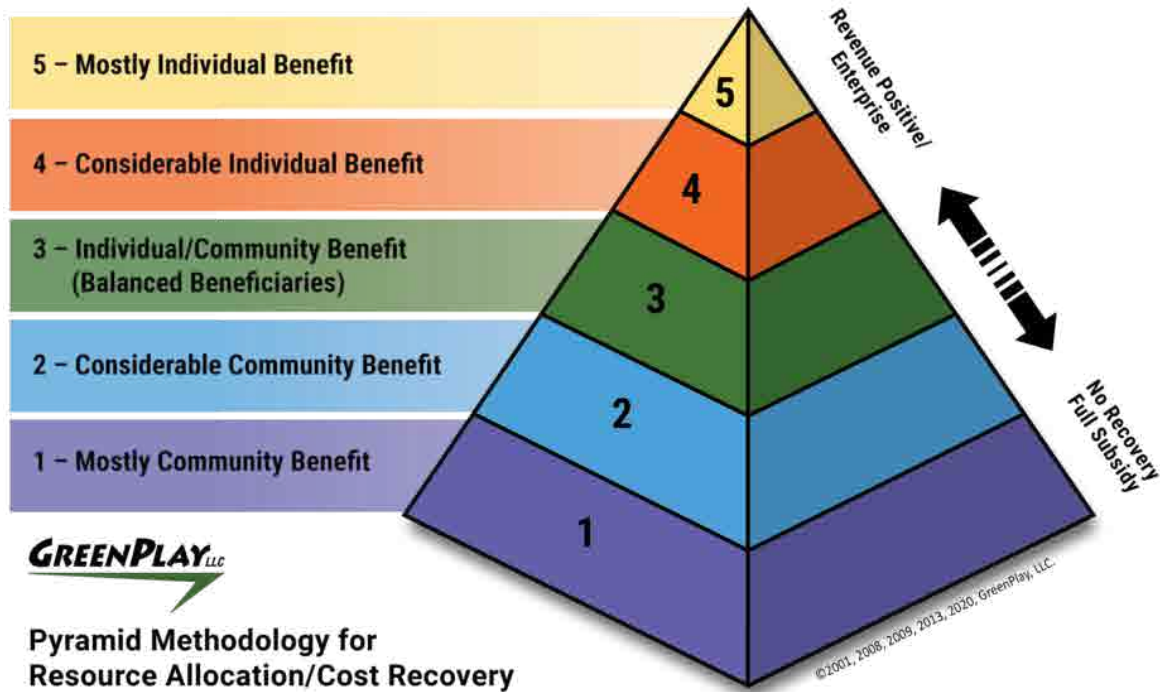 5 – Mostly Individual Benefit
4 – Considerable Individual Benefit
3 – Individual/Community Benefit
(Balanced Beneficiaries)
2 – Considerable Community Benefit
1 – Mostly Community Benefit
5
4
3
2
1
Revenue Positive/
Enterprise
No Recovery
Full Subsidy
GREENPLAY LLC
Pyramid Methodology for
Resource Allocation/Cost Recovery
©2001, 2008, 2009, 2013, 2020, GreenPlay, LLC.